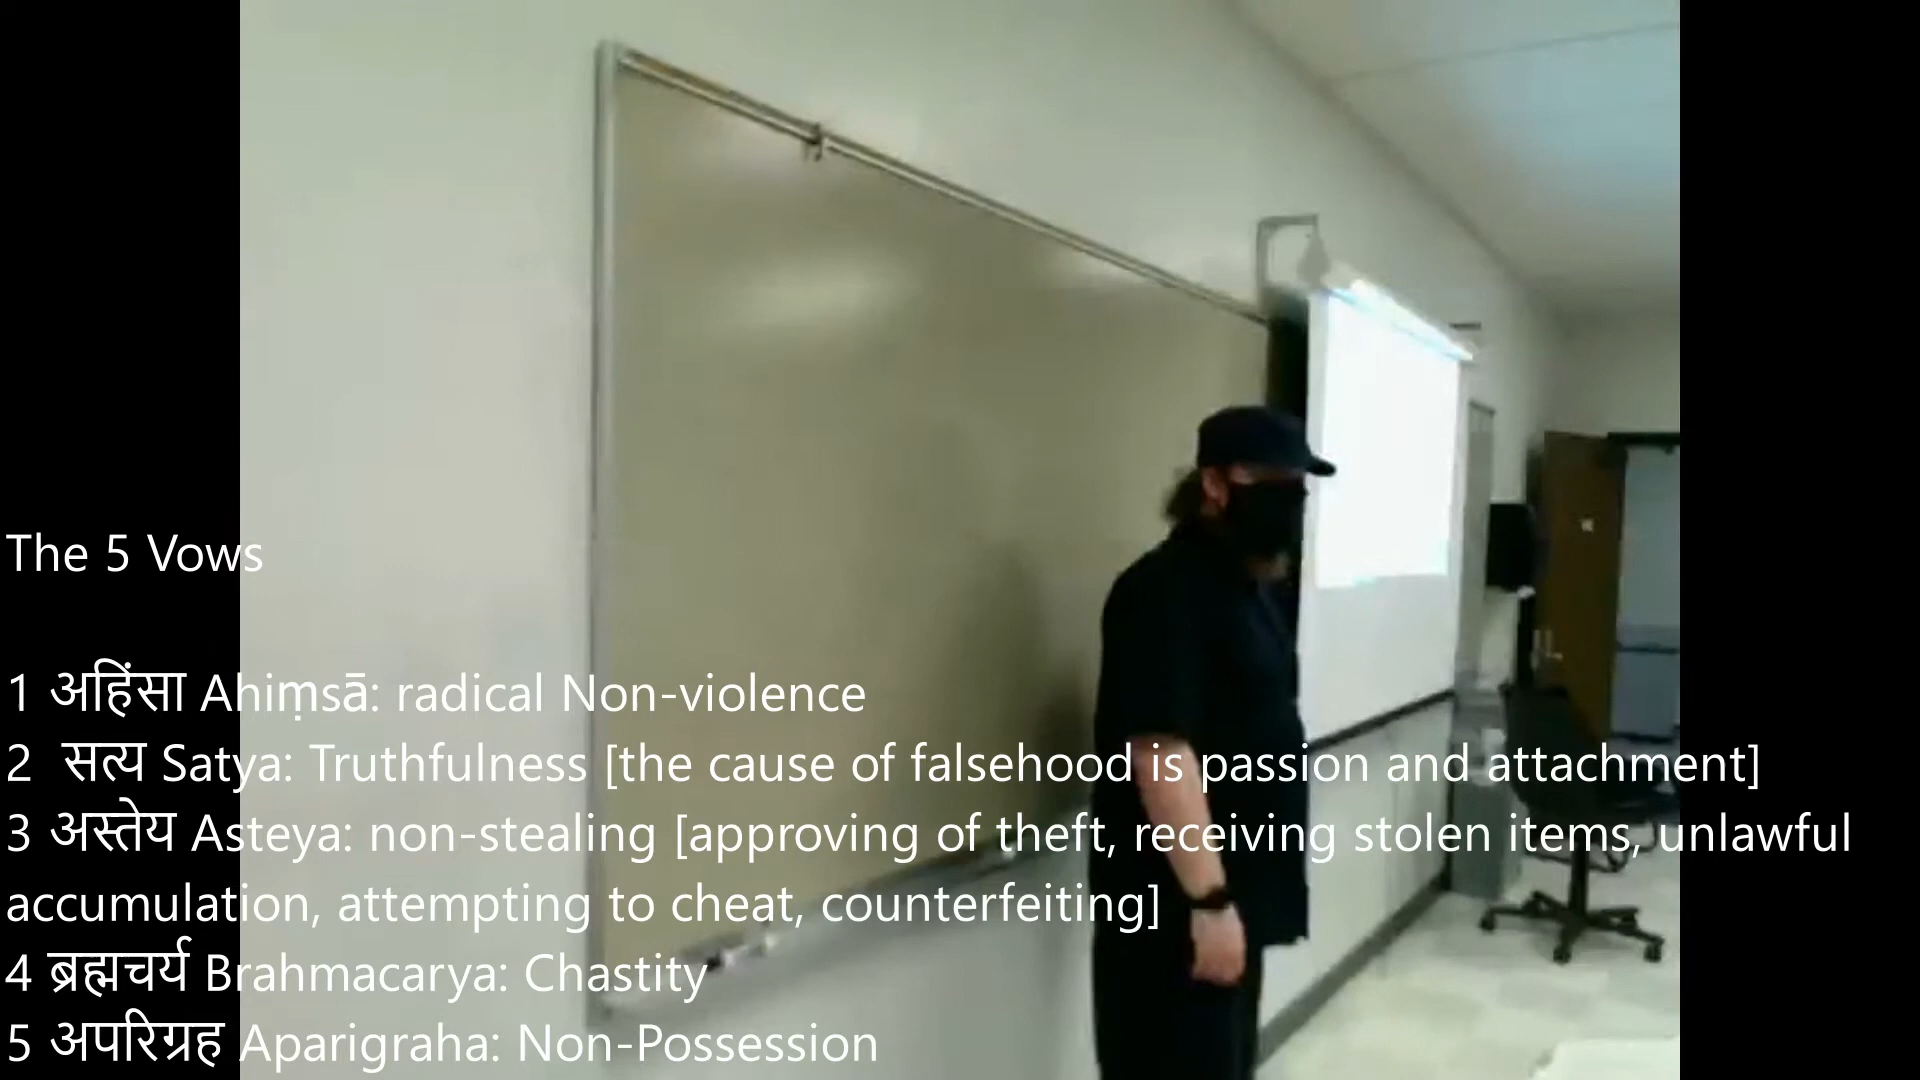 The 5 Vows
1 अहिंसा Ahiṃsā: radical Non-violence
2 सत्य Satya: Truthfulness [the cause of falsehood is passion and attachment]
3 अस्तेय Asteya: non-stealing [approving of theft, receiving stolen items, unlawful
accumulation, attempting to cheat, counterfeiting]
4 ब्रह्मचर्य Brahmacarya: Chastity
5 अपरिग्रह Aparigraha: Non-Possession